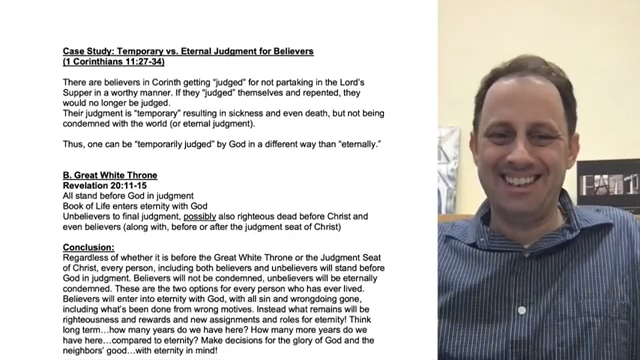 Case Study: Temporary vs. Eternal Judgment for Believers
(1 Corinthians 11:27-34)
There are believers in Corinth getting “judged” for not partaking in the Lord’s
Supper in a worthy manner. If they “judged” themselves and repented, they
would no longer be judged.
Their judgment is “temporary” resulting in sickness and even death, but not being
condemned with the world (or eternal judgment).
Thus, one can be “temporarily judged” by God in a different way than “eternally.”
B. Great White Throne
Revelation 20:11-15
All stand before God in judgment
Book of Life enters eternity with God
Unbelievers to final judgment, possibly also righteous dead before Christ and
even believers (along with, before or after the judgment seat of Christ)
Conclusion:
Regardless of whether it is before the Great White Throne or the Judgment Seat
of Christ, every person, including both believers and unbelievers will stand before
God in judgment. Believers will not be condemned, unbelievers will be eternally
condemned. These are the two options for every person who has ever lived.
Believers will enter into eternity with God, with all sin and wrongdoing gone,
including what’s been done from wrong motives. Instead what remains will be
righteousness and rewards and new assignments and roles for eternity! Think
long term…how many years do we have here? How many more years do we
have here…compared to eternity? Make decisions for the glory of God and the
neighbors’ good…with eternity in mind!